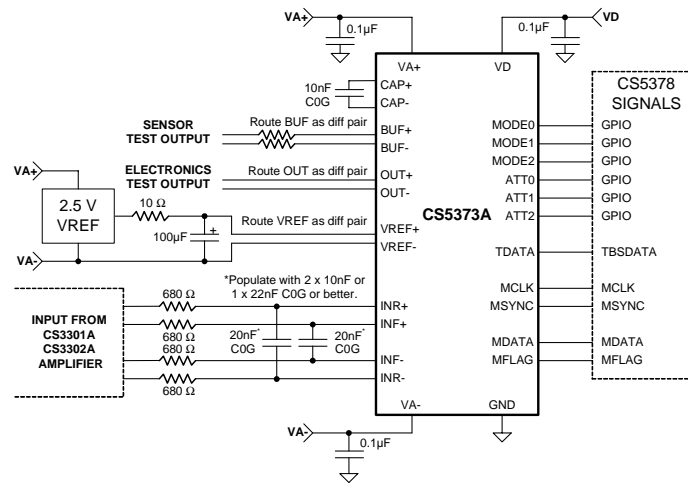 VA+
0.1µF
0.1µF
VD
VA+
VD
CS5378
SIGNALS
10nF
C0G
CAP+
CAP-
SENSOR
TEST OUTPUT
Route BUF as diff pair
BUF+
BUF-
MODE0
GPIO
MODE1
GPIO
MODE2
GPIO
ELECTRONICS
TEST OUTPUT
Route OUT as diff pair
OUT+
OUT-
ATT0
GPIO
ATT1
GPIO
ATT2
GPIO
CS5373A
VA+
2.5 V
VREF
10 Ω
100µF
+
Route VREF as diff pair
VREF+
VREF-
VA-
TDATA
TBSDATA
*Populate with 2 x 10nF or
1 x 22nF C0G or better.
MCLK
MCLK
MSYNC
MSYNC
MDATA
MDATA
MFLAG
MFLAG
INPUT FROM
CS3301A
CS3302A
AMPLIFIER
680 Ω
680 Ω
680 Ω
680 Ω
20nF*
C0G
20nF*
C0G
INR+
INF+
INF-
INR-
VA-
GND
VA-
0.1µF